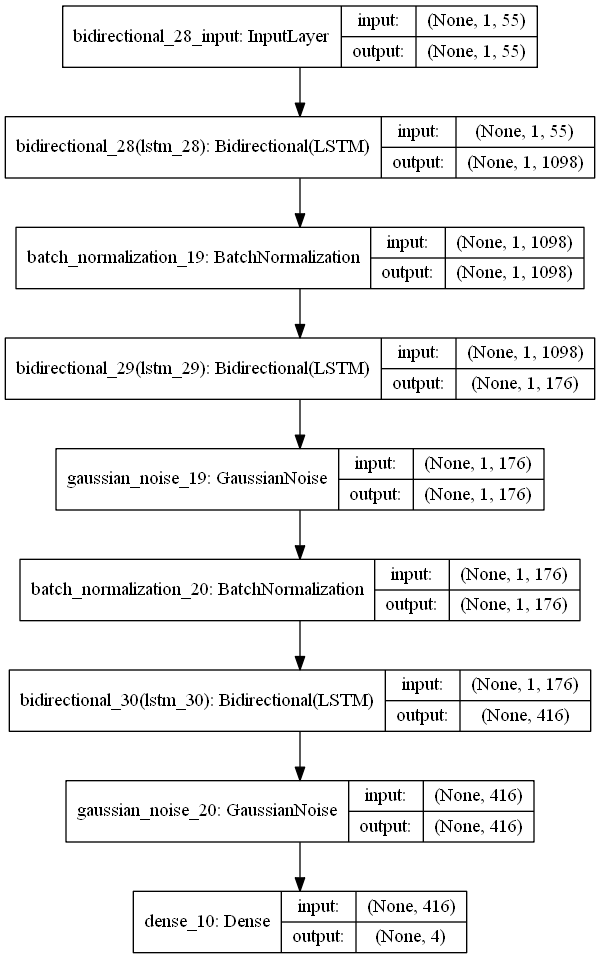 bidirectional_28_input: InputLayer input: (None, 1, 55)
output: (None, 1, 55)
bidirectional_28(lstm_28): Bidirectional(LSTM) input: (None, 1, 55)
output: (None, 1, 1098)
batch_normalization_19: BatchNormalization input: (None, 1, 1098)
output: (None, 1, 1098)
bidirectional_29(lstm_29): Bidirectional(LSTM) input: (None, 1, 1098)
output: (None, 1, 176)
gaussian_noise_19: GaussianNoise input: (None, 1, 176)
output: (None, 1, 176)
batch_normalization_20: BatchNormalization input: (None, 1, 176)
output: (None, 1, 176)
bidirectional_30(lstm_30): Bidirectional(LSTM) input: (None, 1, 176)
output: (None, 416)
gaussian_noise_20: GaussianNoise input: (None, 416)
output: (None, 416)
dense_10: Dense input: (None, 416)
output: (None, 4)